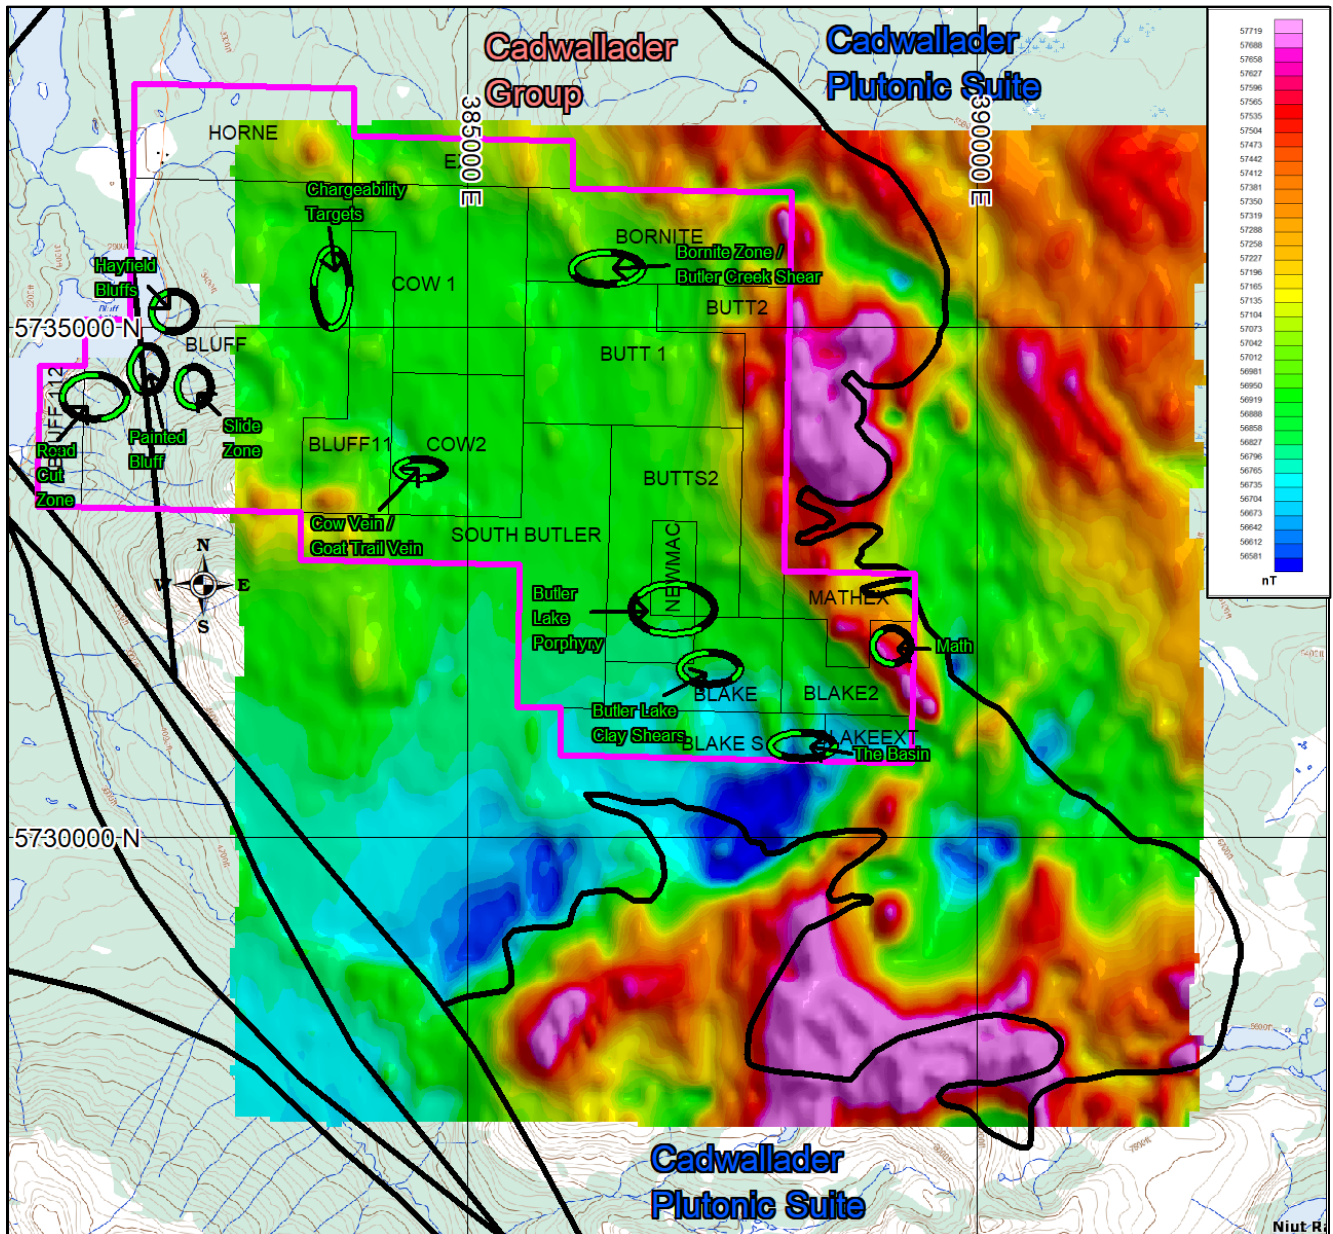 Cadwallader
Group
Cadwallader
Plutonic Suite
385000 E
390000 E
HORNE
Chargeability
Targets
BORNITE
Bornite Zone /
Butler Creek Shear
COW 1
BUTT2
Hayfield
Bluffs
5735000 N
BLUFF
BUTT 1
Road
Cut
Zone
Painted
Bluff
Slide
Zone
BLUFF11
COW2
BUTTS2
Cow Vein /
Goat Trail Vein
SOUTH BUTLER
N
W
E
S
NEWMAC
Butler
Lake
Porphyry
MATHEX
Math
BLAKE
BLAKE2
Butler Lake
Clay Shears
BLAKE S
LAKEEXT
The Basin
5730000 N
Cadwallader
Plutonic Suite
57719
57688
57658
57627
57596
57565
57535
57504
57473
57442
57412
57381
57350
57319
57288
57258
57227
57196
57165
57135
57104
57073
57042
57012
56981
56950
56919
56888
56858
56827
56796
56765
56735
56704
56673
56642
56612
56581
nT